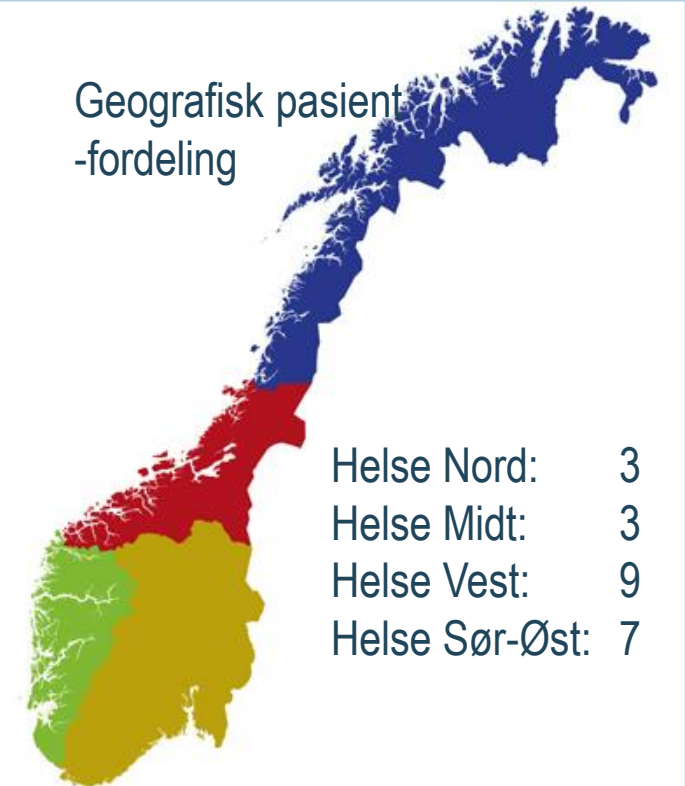 Geografisk pasient
-fordeling
Helse Nord: 3
Helse Midt: 3
Helse Vest: 9
Helse Sør-Øst: 7